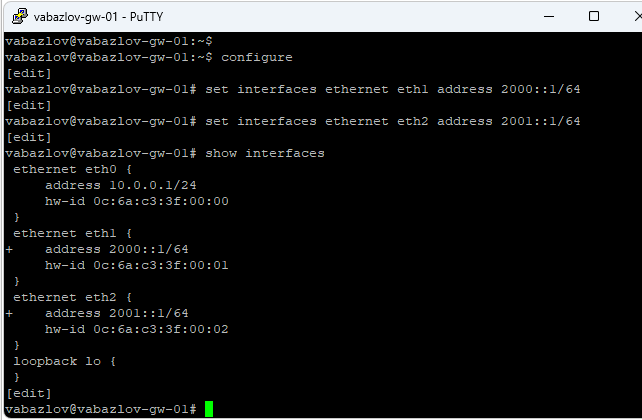 vabazlov-gw-01 - PuTTY
vabazlov@vabazlov-gw-01:~$
vabazlov@vabazlov-gw-01:~$ configure
[edit]
vabazlov@vabazlov-gw-01# set interfaces ethernet eth1 address 2000::1/64
[edit]
vabazlov@vabazlov-gw-01# set interfaces ethernet eth2 address 2001::1/64
[edit]
vabazlov@vabazlov-gw-01# show interfaces
 ethernet eth0 {
     address 10.0.0.1/24
     hw-id 0c:6a:c3:3f:00:00
 }
 ethernet eth1 {
+    address 2000::1/64
     hw-id 0c:6a:c3:3f:00:01
 }
 ethernet eth2 {
+    address 2001::1/64
     hw-id 0c:6a:c3:3f:00:02
 }
 loopback lo {
 }
[edit]
vabazlov@vabazlov-gw-01#